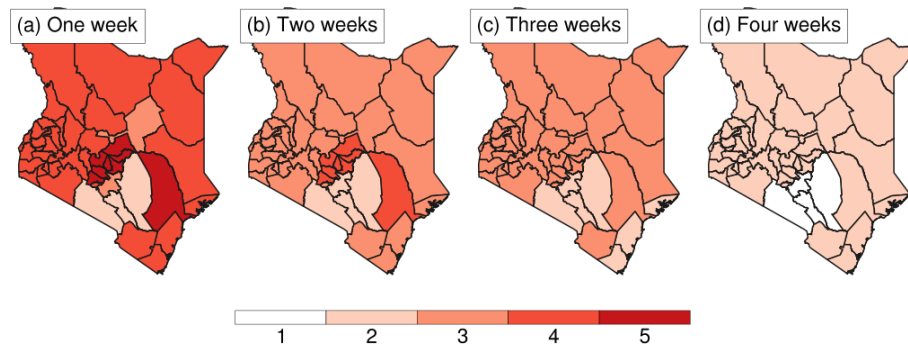 (a) One week
(b) Two weeks
(c) Three weeks
(d) Four weeks
1 2 3 4 5